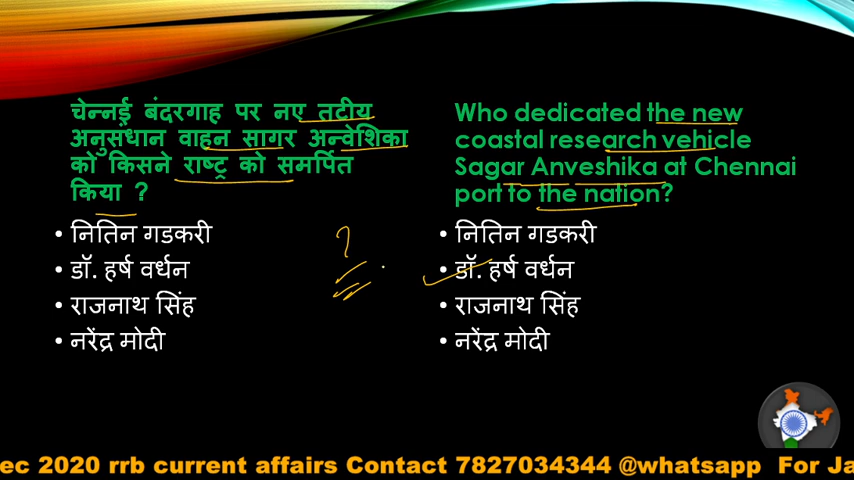 चेन्नई बंदरगाह पर नए तटीय
अनुसंधान वाहन सागर अन्वेशिका
को किसने राष्ट्र को समर्पित
किया ?
• नितिन गडकरी
• डॉ. हर्ष वर्धन
• राजनाथ सिंह
• नरेंद्र मोदी
Who dedicated the new
coastal research vehicle
Sagar Anveshika at Chennai
port to the nation?
• नितिन गडकरी
• डॉ. हर्ष वर्धन
• राजनाथ सिंह
• नरेंद्र मोदी
?
ec 2020 rrb current affairs Contact 7827034344 @whatsapp For Ja